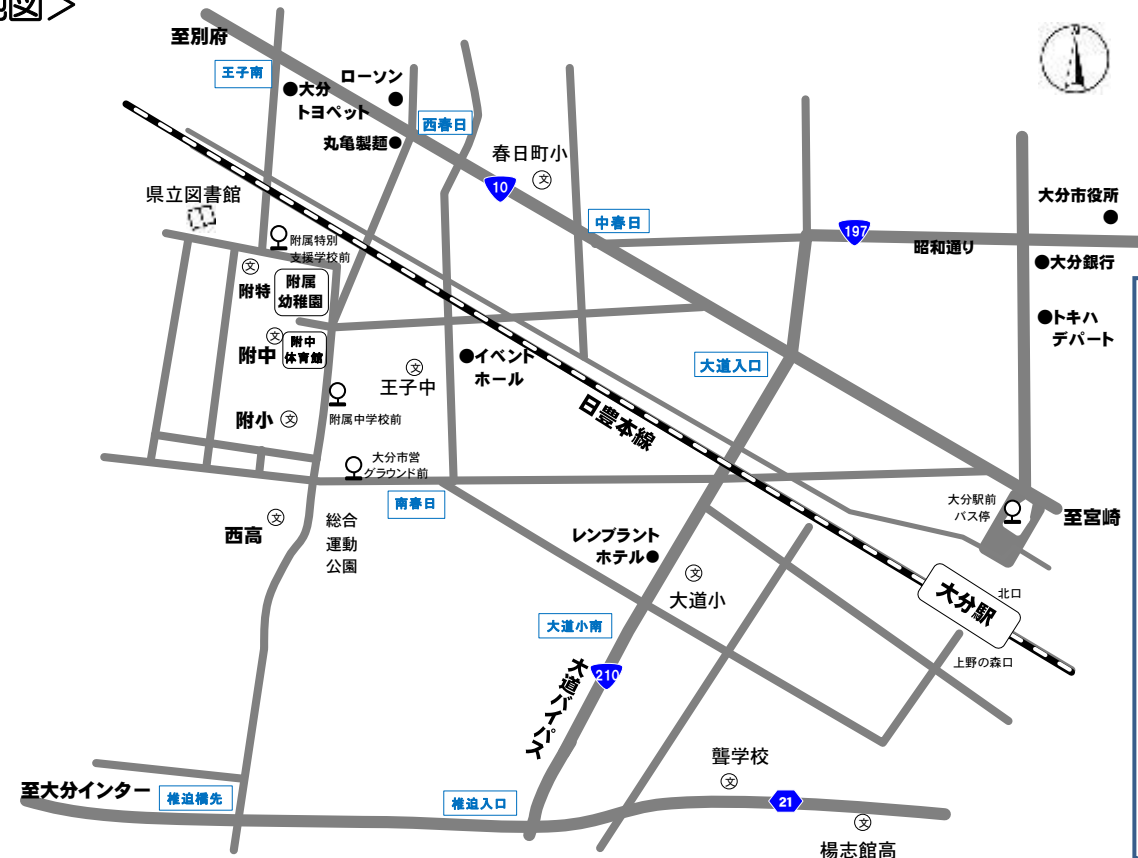 地図＞
至別府
王子南
●大分
トヨペット
ローソン
丸亀製麺●
西春日
春日町小
文
10
中春日
197
昭和通り
大分市役所
●大分銀行
●トキハ
デパート
県立図書館
附属特別
支援学校前
文
附特
附属
幼稚園
文
附中
附中
体育館
文
王子中
●イベント
ホール
大道入口
日豊本線
附小
文
附属中学校前
大分市営
グラウンド前
南春日
西高
文
総合
運動
公園
レンブラント
ホテル●
文
大道小
大分駅前
バス停
至宮崎
大分駅
北口
上野の森口
大道小南
210
大道バイパス
聾学校
文
21
文
楊志館高
至大分インター
椎迫橋先
椎迫入口